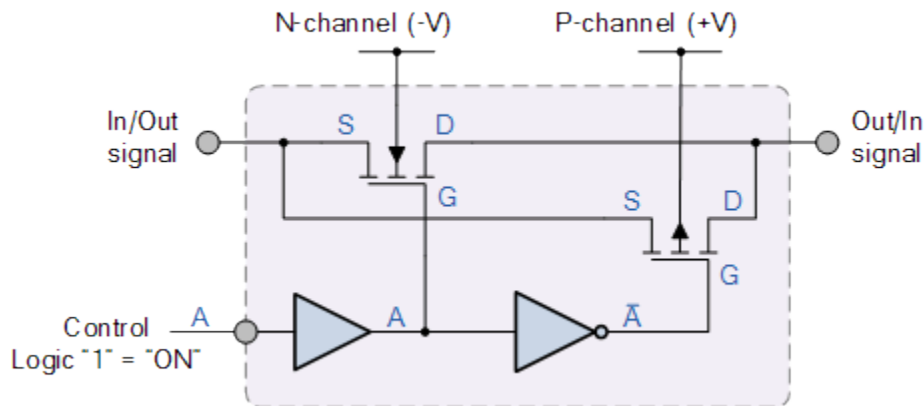 N-channel (-V)
P-channel (+V)
In/Out
signal
S
D
G
Out/In
signal
S
D
G
Control
Logic "1" = "ON"
A
A
Ā